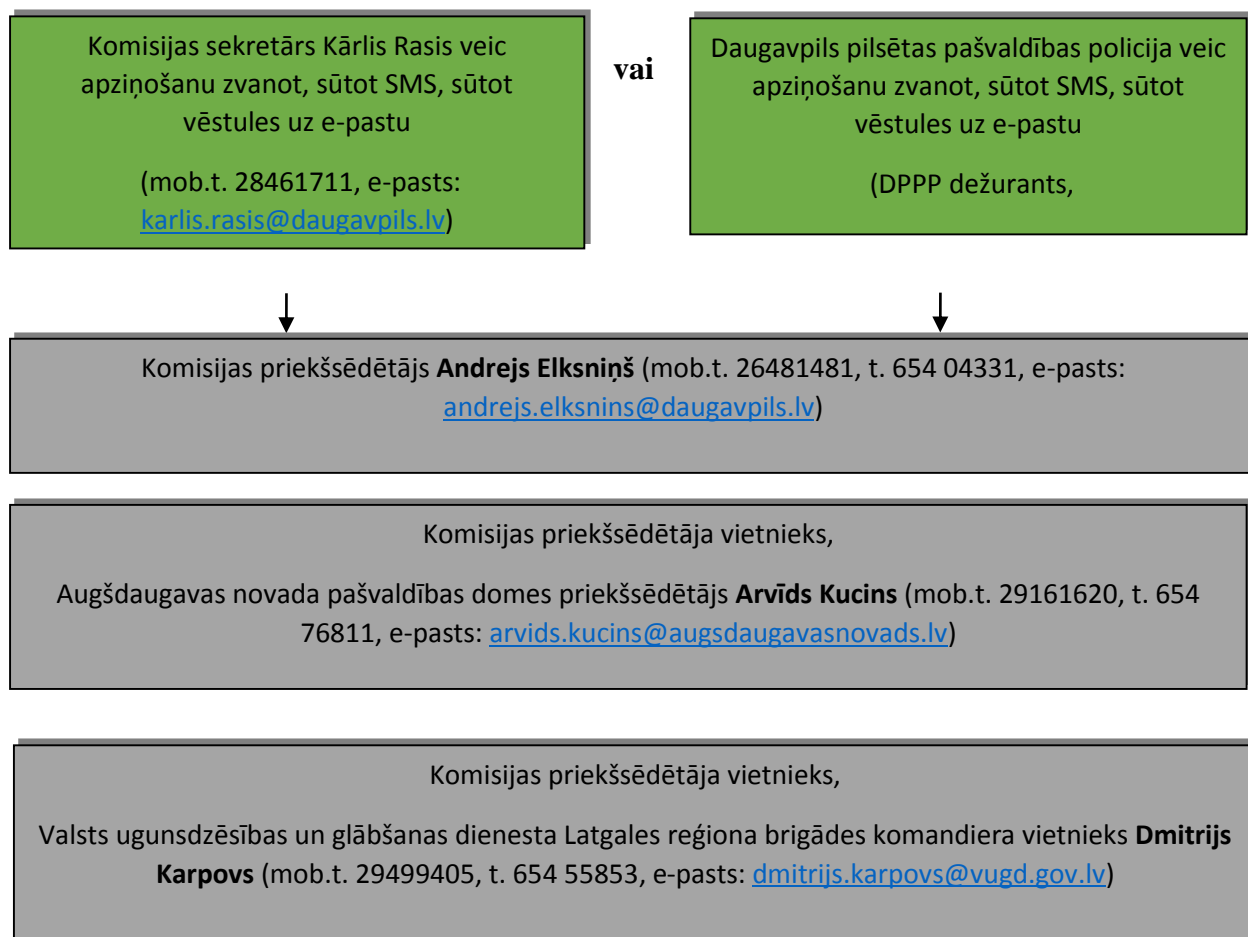 Komisijas sekretārs Kārlis Rasis veic
apziņošanu zvanot, sūtot SMS, sūtot
vēstules uz e-pastu
(mob.t. 28461711, e-pasts:
karlis.rasis@daugavpils.lv)
vai
Daugavpils pilsētas pašvaldības policija veic
apziņošanu zvanot, sūtot SMS, sūtot
vēstules uz e-pastu
(DPPP dežurants,
Komisijas priekšsēdētājs Andrejs Elksniņš (mob.t. 26481481, t. 654 04331, e-pasts:
andrejs.elksnins@daugavpils.lv)
Komisijas priekšsēdētāja vietnieks,
Augšdaugavas novada pašvaldības domes priekšsēdētājs Arvīds Kucins (mob.t. 29161620, t. 654
76811, e-pasts: arvids.kucins@augsdaugavasnovads.lv)
Komisijas priekšsēdētāja vietnieks,
Valsts ugunsdzēsības un glābšanas dienesta Latgales reģiona brigādes komandiera vietnieks Dmitrijs
Karpovs (mob.t. 29499405, t. 654 55853, e-pasts: dmitrijs.karpovs@vugd.gov.lv)